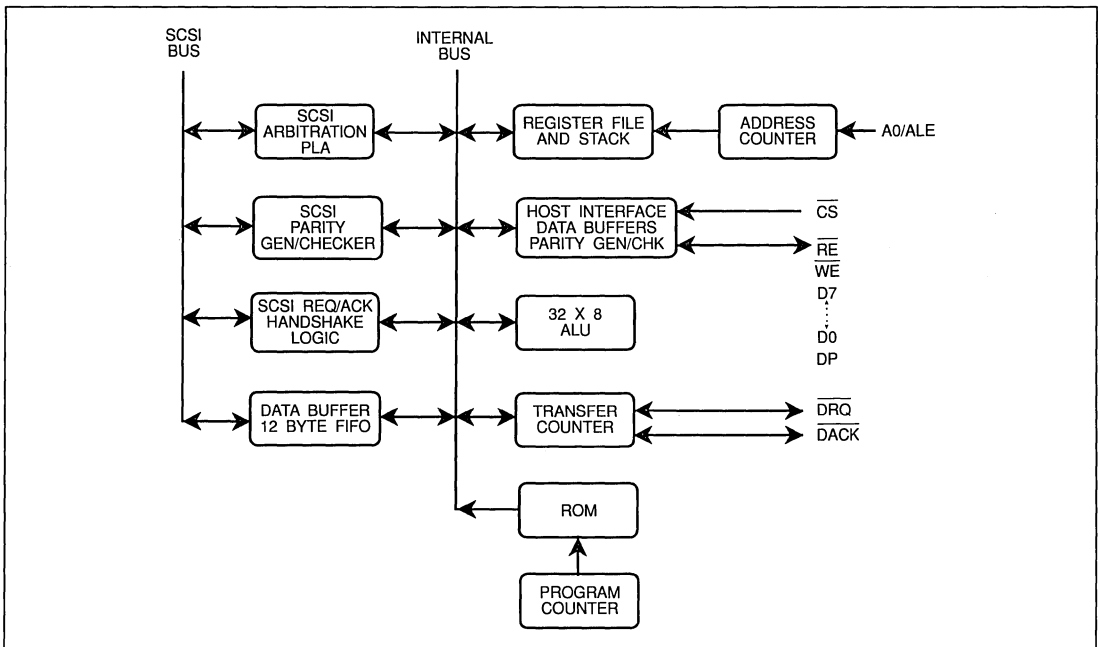 SCSI
BUS
INTERNAL
BUS
SCSI
ARBITRATION
PLA
REGISTER FILE
AND STACK
ADDRESS
COUNTER
A0/ALE
SCSI
PARITY
GEN/CHECKER
HOST INTERFACE
DATA BUFFERS
PARITY GEN/CHK
CS
RE
WE
D7
D0
DP
SCSI REQ/ACK
HANDSHAKE
LOGIC
32 X 8
ALU
DATA BUFFER
12 BYTE FIFO
TRANSFER
COUNTER
DRQ
DACK
ROM
PROGRAM
COUNTER